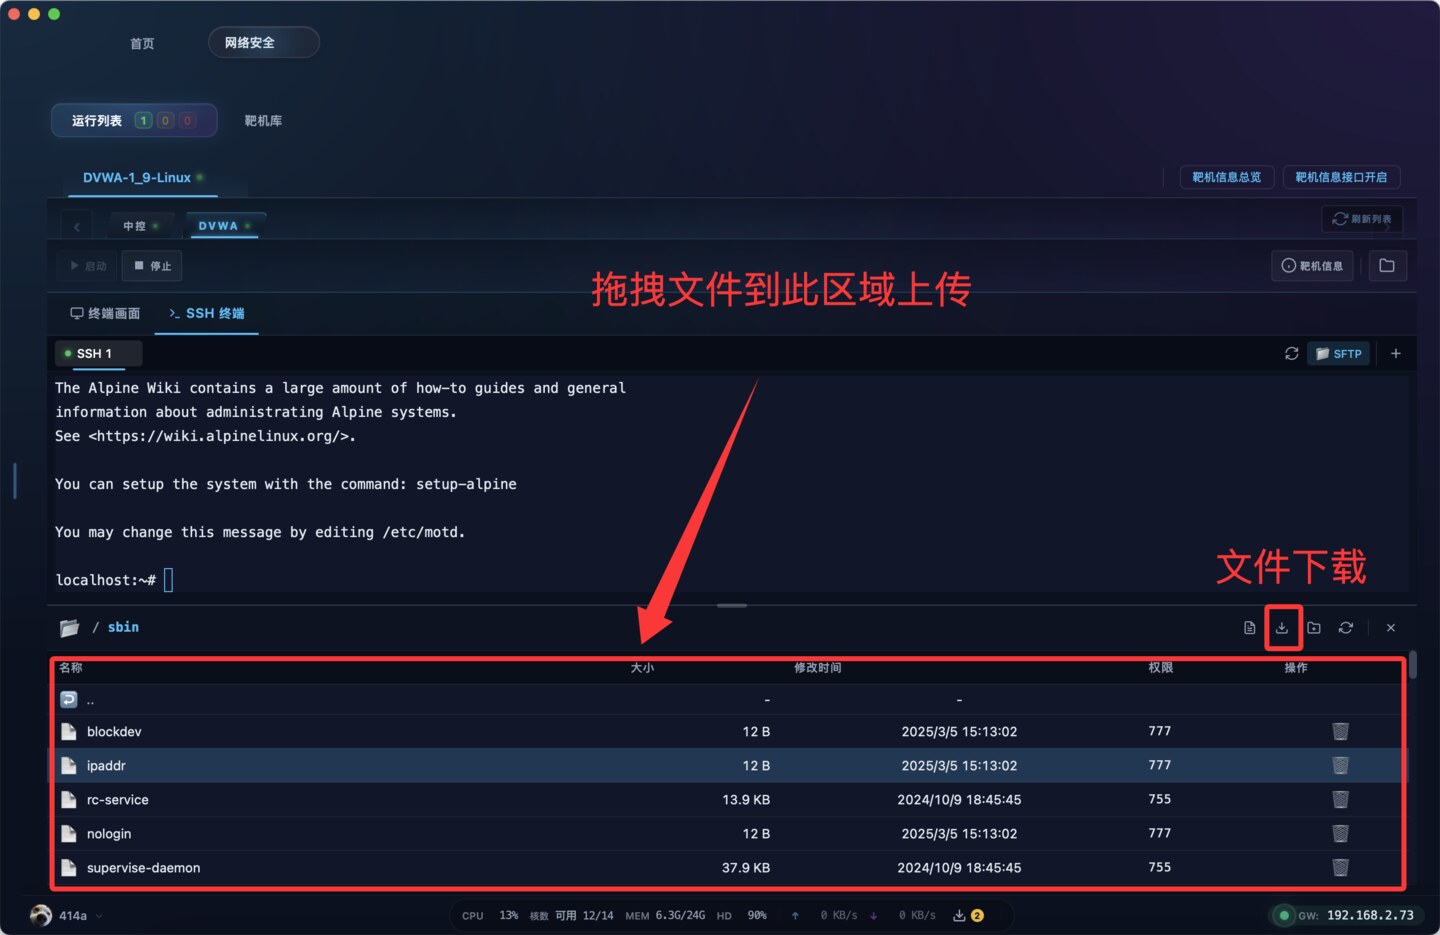 首页
网络安全
运行列表 1 0 0
靶机库
DVWA-1_9-Linux
靶机信息总览
靶机信息接口开启
中控
DVWA
刷新列表
启动
停止
靶机信息
拖拽文件到此区域上传
终端画面
SSH 终端
SSH 1
SFTP
The Alpine Wiki contains a large amount of how-to guides and general
information about administrating Alpine systems.
See <https://wiki.alpinelinux.org/>.
You can setup the system with the command: setup-alpine
You may change this message by editing /etc/motd.
localhost:~#
文件下载
/ sbin
名称 大小 修改时间 权限 操作
.. - -
blockdev 12 B 2025/3/5 15:13:02 777
ipaddr 12 B 2025/3/5 15:13:02 777
rc-service 13.9 KB 2024/10/9 18:45:45 755
nologin 12 B 2025/3/5 15:13:02 777
supervise-daemon 37.9 KB 2024/10/9 18:45:45 755
414a
CPU 13% 核数 可用 12/14 MEM 6.3G/24G HD 90% ↑ 0 KB/s ↓ 0 KB/s 2
GW: 192.168.2.73